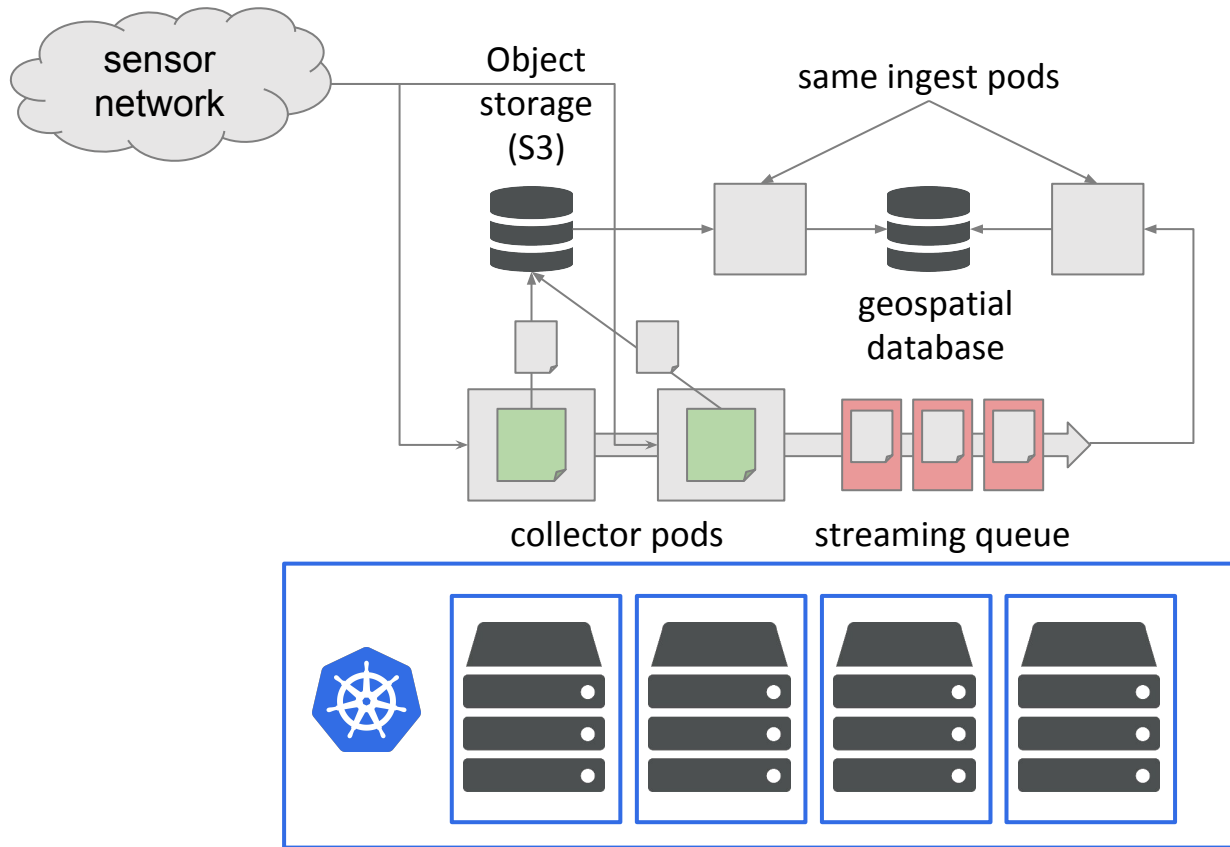 sensor
network
Object
storage
(S3)
same ingest pods
geospatial
database
collector pods
streaming queue